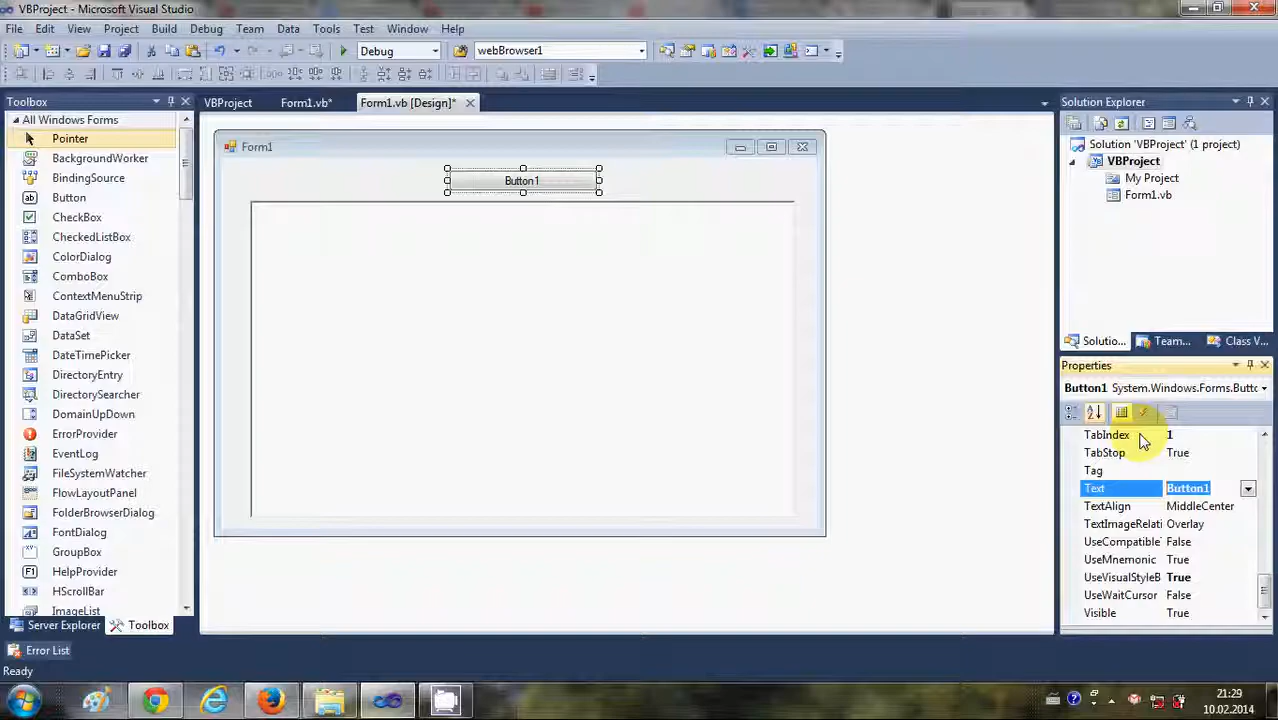 VBProject - Microsoft Visual Studio
File Edit View Project Build Debug Team Data Tools Test Window Help
Debug
webBrowser1
Toolbox
All Windows Forms
Pointer
BackgroundWorker
BindingSource
Button
CheckBox
CheckedListBox
ColorDialog
ComboBox
ContextMenuStrip
DataGridView
DataSet
DateTimePicker
DirectoryEntry
DirectorySearcher
DomainUpDown
ErrorProvider
EventLog
FileSystemWatcher
FlowLayoutPanel
FolderBrowserDialog
FontDialog
GroupBox
HelpProvider
HScrollBar
ImageList
Server Explorer Toolbox
VBProject Form1.vb* Form1.vb [Design]*
Form1
Button1
Solution Explorer
Solution 'VBProject' (1 project)
VBProject
My Project
Form1.vb
Solutio... Team... Class V...
Properties
Button1 System.Windows.Forms.Butto
TabIndex 1
TabStop True
Tag
Text Button1
TextAlign MiddleCenter
TextImageRelati Overlay
UseCompatible False
UseMnemonic True
UseVisualStyleB True
UseWaitCursor False
Visible True
Error List
Ready
21:29
10.02.2014